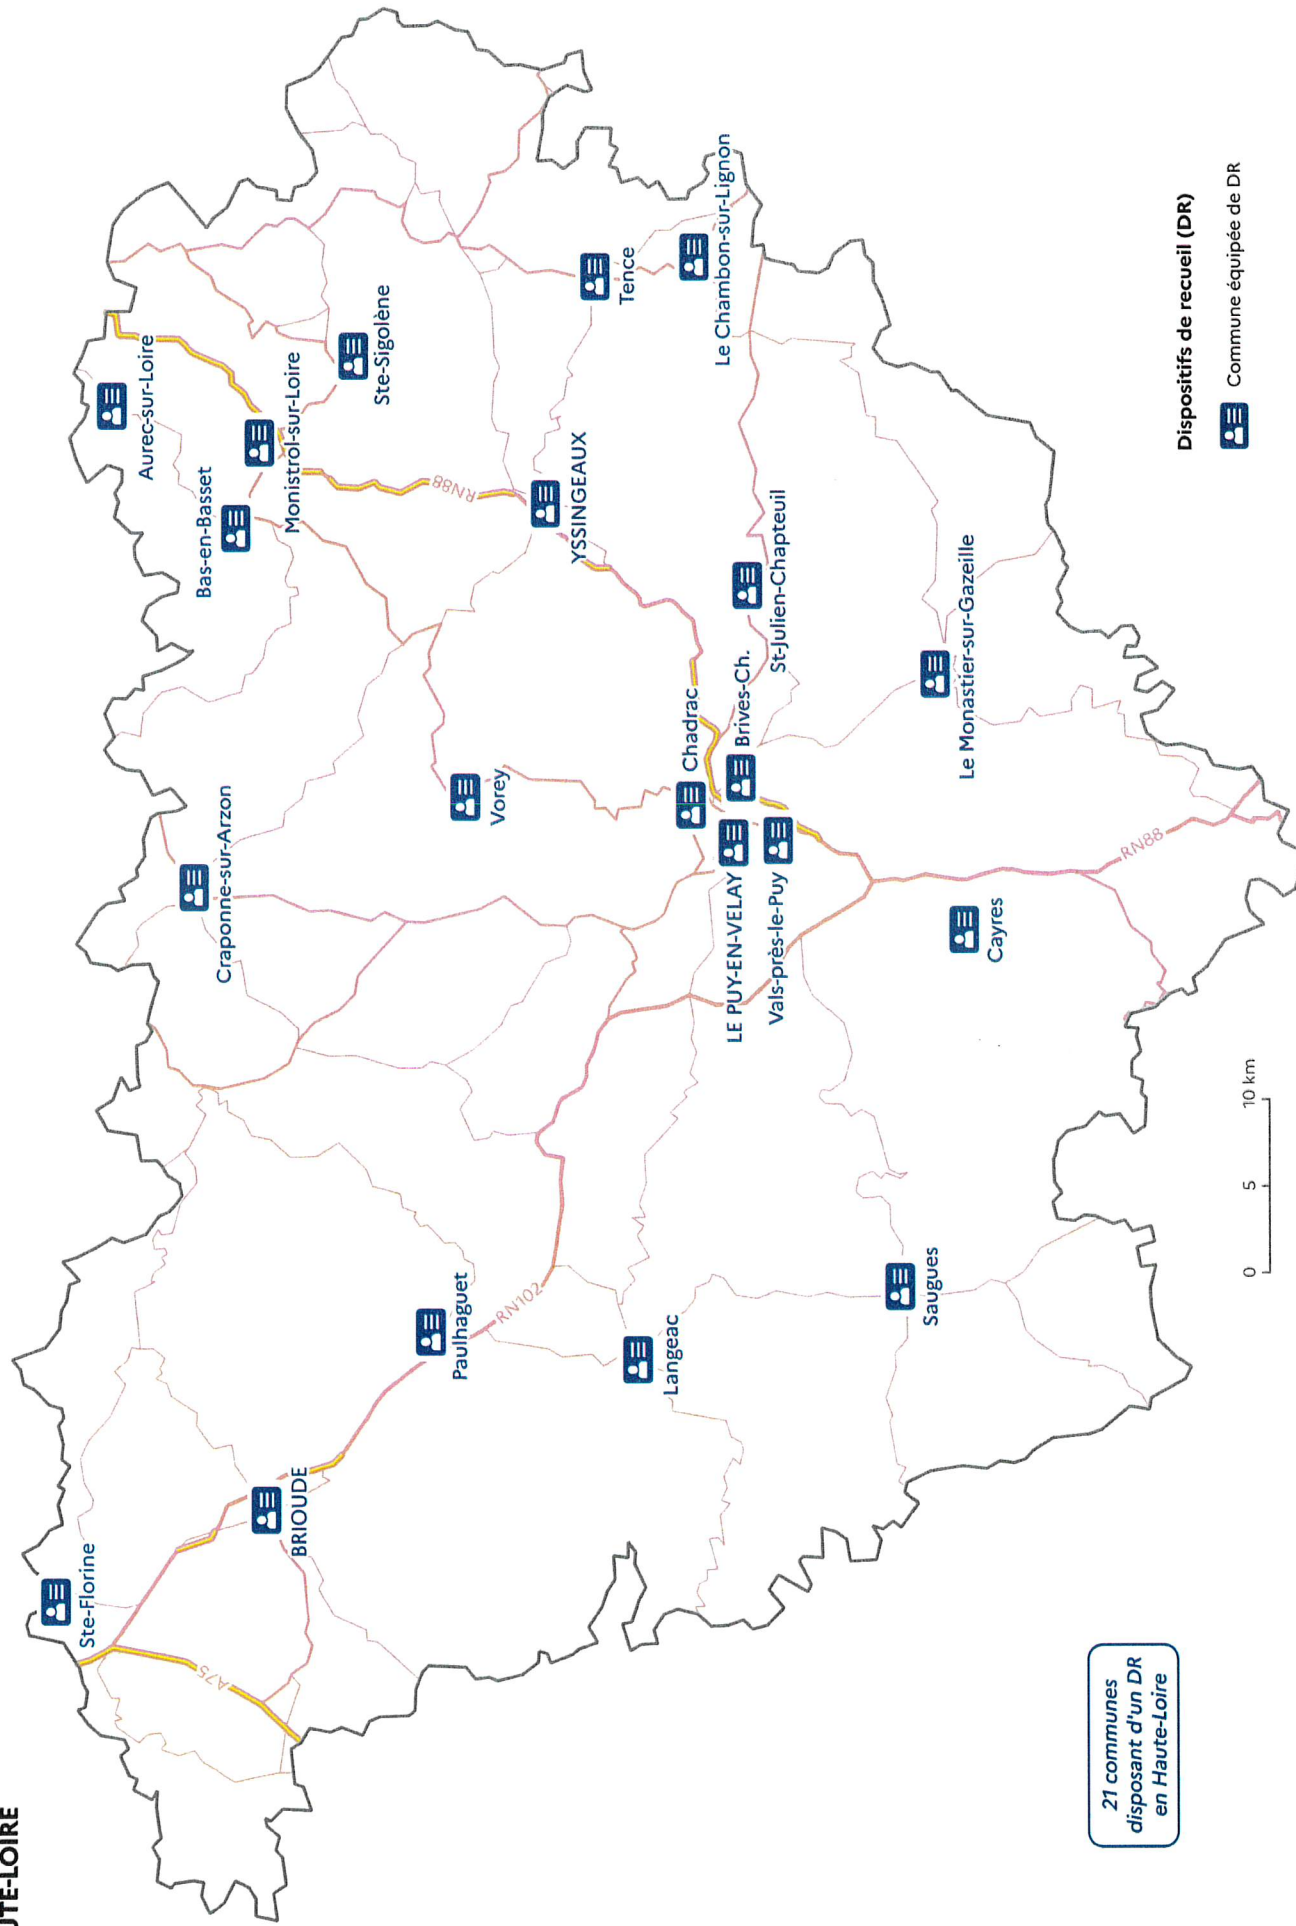 UTE-LOIRE
Ste-Florine
Aurec-sur-Loire
A75
Bas-en-Basset
Craponne-sur-Arzon
Monistrol-sur-Loire
BRIOUDE
Ste-Sigolène
RN88
Paulhaguet
Vorey
RN102
YSSINGEAUX
Tence
Langeac
Chadrac
Le Chambon-sur-Lignon
LE PUY-EN-VELAY
Brives-Ch.
Vals-près-le-Puy
St-Julien-Chapteuil
Saugues
Le Monastier-sur-Gazeille
Cayres
RN88
21 communes
disposant d'un DR
en Haute-Loire
0 5 10 km
Dispositifs de recueil (DR)
Commune équipée de DR